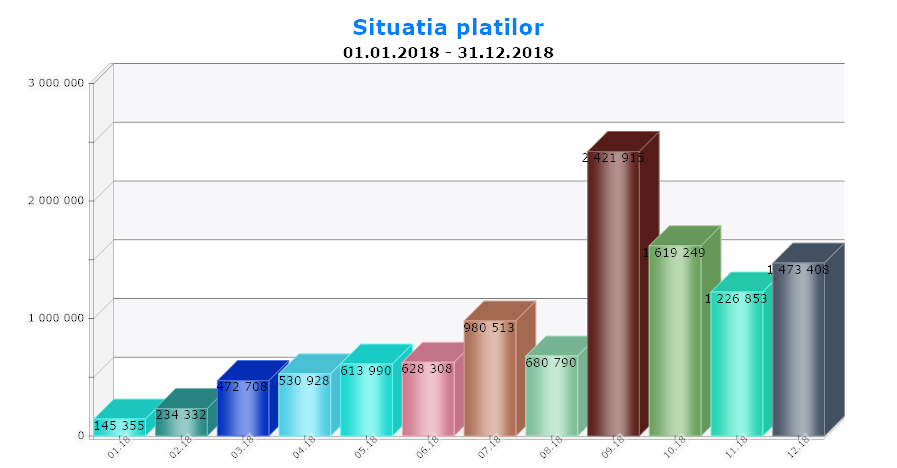 Situatia platilor
01.01.2018 - 31.12.2018
3 000 000
2 000 000
1 000 000
0
145 355
234 332
472 708
530 928
613 990
628 308
980 513
680 790
2 421 915
1 619 249
1 226 853
1 473 408
01.18
02.18
03.18
04.18
05.18
06.18
07.18
08.18
09.18
10.18
11.18
12.18